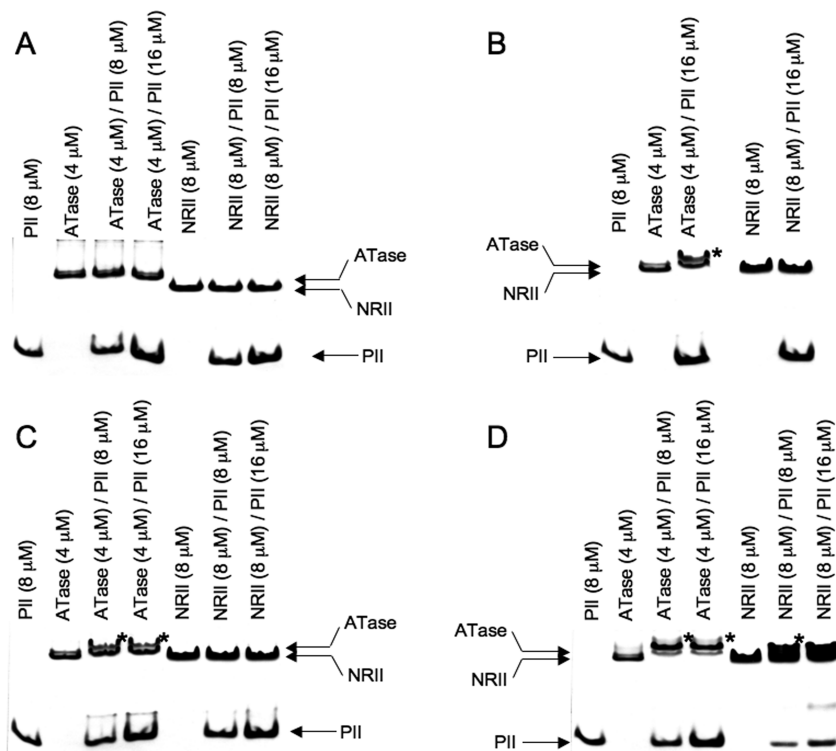 A
PII (8 μM)
ATase (4 μM)
ATase (4 μM) / PII (8 μM)
ATase (4 μM) / PII (16 μM)
NRII (8 μM)
NRII (8 μM) / PII (8 μM)
NRII (8 μM) / PII (16 μM)
ATase
NRII
PII
B
PII (8 μM)
ATase (4 μM)
ATase (4 μM) / PII (16 μM)
NRII (8 μM)
NRII (8 μM) / PII (16 μM)
ATase
*
NRII
PII
C
PII (8 μM)
ATase (4 μM)
ATase (4 μM) / PII (8 μM)
ATase (4 μM) / PII (16 μM)
NRII (8 μM)
NRII (8 μM) / PII (8 μM)
NRII (8 μM) / PII (16 μM)
* *
ATase
NRII
PII
D
PII (8 μM)
ATase (4 μM)
ATase (4 μM) / PII (8 μM)
ATase (4 μM) / PII (16 μM)
NRII (8 μM)
NRII (8 μM) / PII (8 μM)
NRII (8 μM) / PII (16 μM)
ATase
* * *
NRII
PII